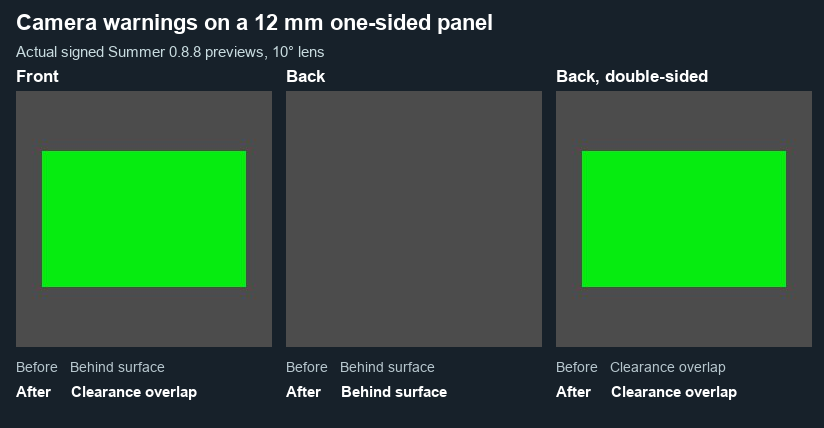 Camera warnings on a 12 mm one-sided panel
Actual signed Summer 0.8.8 previews, 10° lens
Front
Back
Back, double-sided
Before Behind surface
After Clearance overlap
Before Behind surface
After Behind surface
Before Clearance overlap
After Clearance overlap